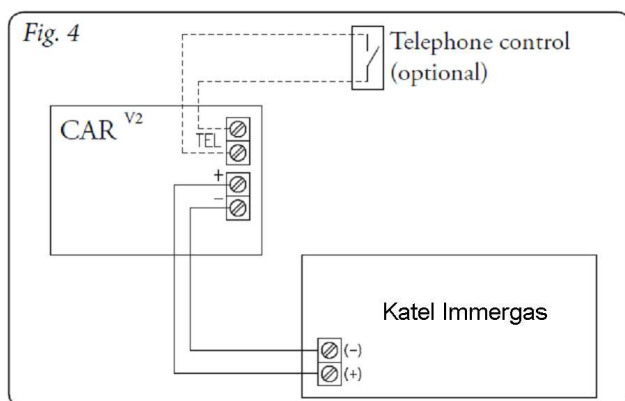 Fig. 4
Telephone control
(optional)
CAR V2
TEL
+
−
Katel Immergas
(−)
(+)